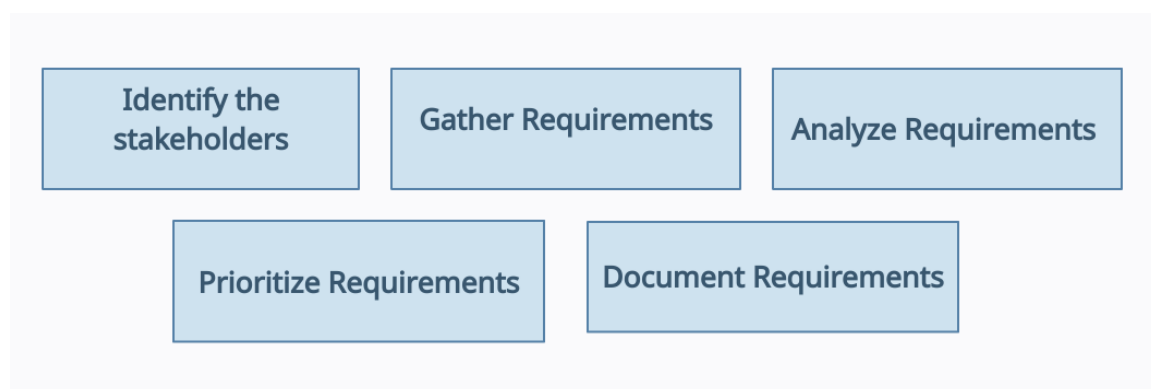 Identify the
stakeholders
Gather Requirements
Analyze Requirements
Prioritize Requirements
Document Requirements